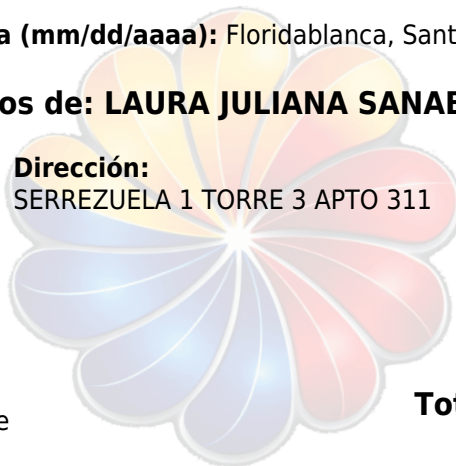 a (mm/dd/aaaa): Floridablanca, Sant
os de: LAURA JULIANA SANAB
Dirección:
SERREZUELA 1 TORRE 3 APTO 311
Tot
e